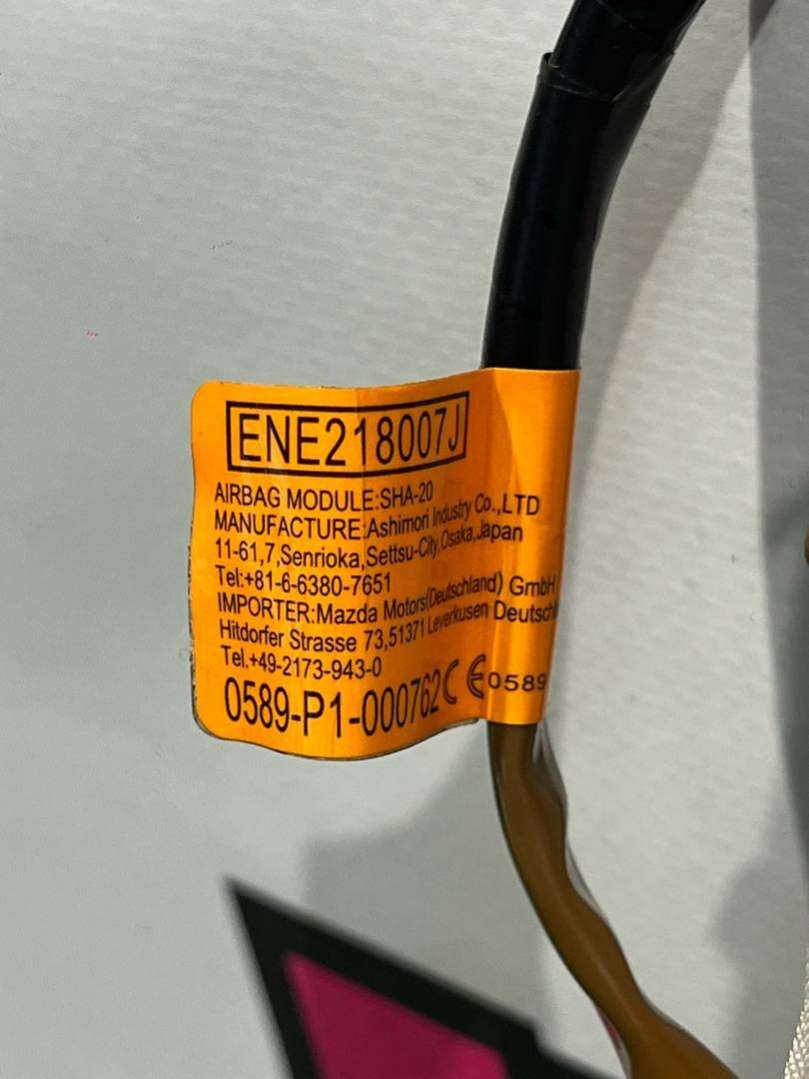 ENE218007J
AIRBAG MODULE:SHA-20
MANUFACTURE:Ashimori Industry Co.,LTD
11-61,7,Senrioka,Settsu-City,Osaka,Japan
Tel:+81-6-6380-7651
IMPORTER:Mazda Motors(Deutschland) GmbH
Hitdorfer Strasse 73,51371 Leverkusen Deutschl
Tel.+49-2173-943-0
0589-P1-000762 CE 0589